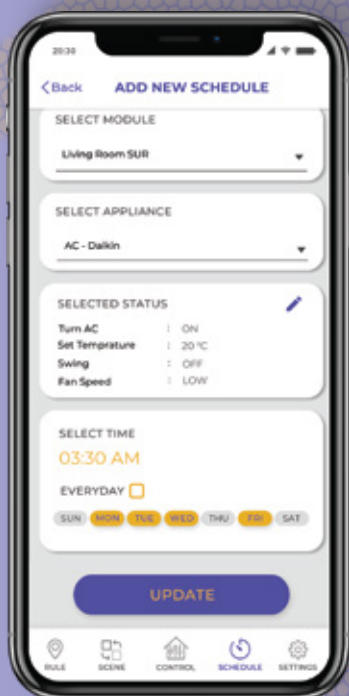 20:30
Back ADD NEW SCHEDULE
SELECT MODULE
Living Room SUR
SELECT APPLIANCE
AC - Daikin
SELECTED STATUS
Turn AC : ON
Set Temprature : 20 °C
Swing : OFF
Fan Speed : LOW
SELECT TIME
03:30 AM
EVERYDAY
SUN MON TUE WED THU FRI SAT
UPDATE
RULE SCENE CONTROL SCHEDULE SETTINGS